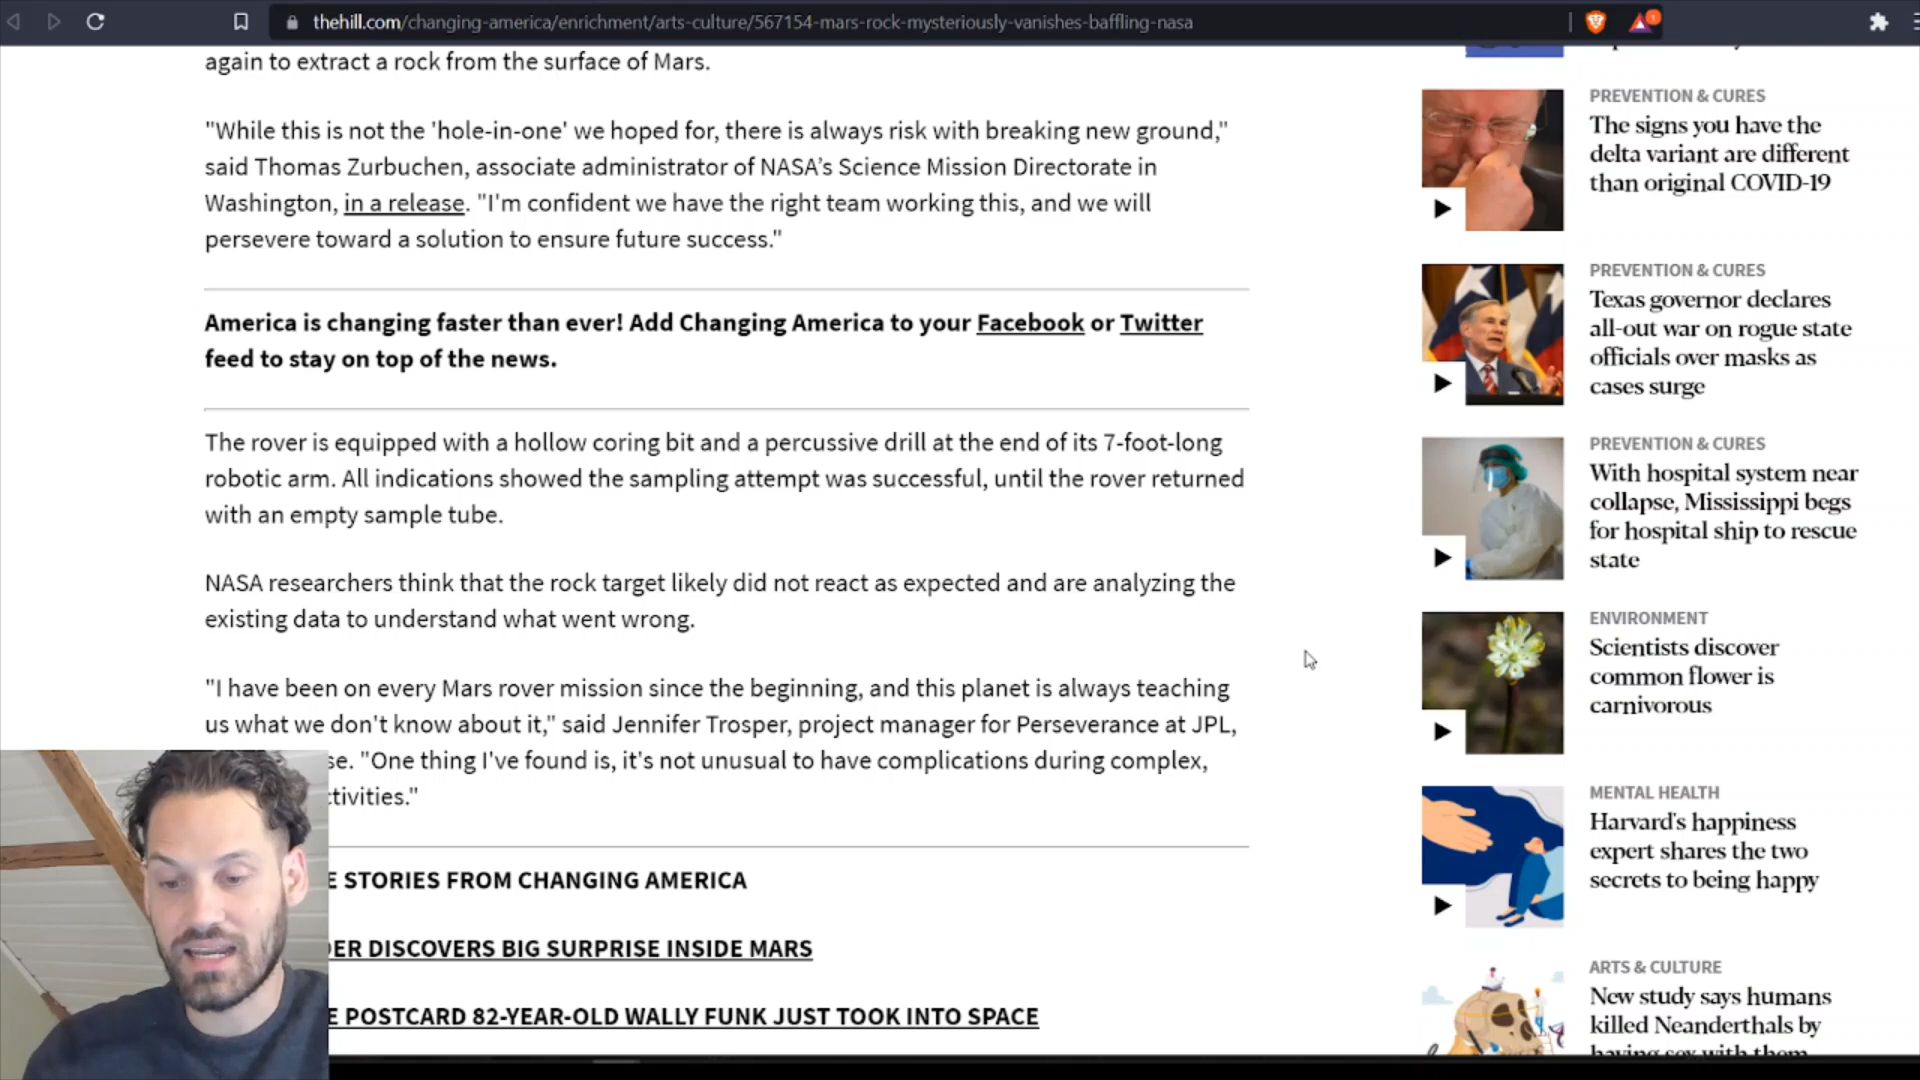 thehill.com/changing-america/enrichment/arts-culture/567154-mars-rock-mysteriously-vanishes-baffling-nasa
again to extract a rock from the surface of Mars.
"While this is not the 'hole-in-one' we hoped for, there is always risk with breaking new ground,"
said Thomas Zurbuchen, associate administrator of NASA's Science Mission Directorate in
Washington, in a release. "I'm confident we have the right team working this, and we will
persevere toward a solution to ensure future success."
America is changing faster than ever! Add Changing America to your Facebook or Twitter
feed to stay on top of the news.
The rover is equipped with a hollow coring bit and a percussive drill at the end of its 7-foot-long
robotic arm. All indications showed the sampling attempt was successful, until the rover returned
with an empty sample tube.
NASA researchers think that the rock target likely did not react as expected and are analyzing the
existing data to understand what went wrong.
"I have been on every Mars rover mission since the beginning, and this planet is always teaching
us what we don't know about it," said Jennifer Trosper, project manager for Perseverance at JPL,
se. "One thing I've found is, it's not unusual to have complications during complex,
tivities."
E STORIES FROM CHANGING AMERICA
DER DISCOVERS BIG SURPRISE INSIDE MARS
E POSTCARD 82-YEAR-OLD WALLY FUNK JUST TOOK INTO SPACE
PREVENTION & CURES
The signs you have the
delta variant are different
than original COVID-19
PREVENTION & CURES
Texas governor declares
all-out war on rogue state
officials over masks as
cases surge
PREVENTION & CURES
With hospital system near
collapse, Mississippi begs
for hospital ship to rescue
state
ENVIRONMENT
Scientists discover
common flower is
carnivorous
MENTAL HEALTH
Harvard's happiness
expert shares the two
secrets to being happy
ARTS & CULTURE
New study says humans
killed Neanderthals by
having sex with them